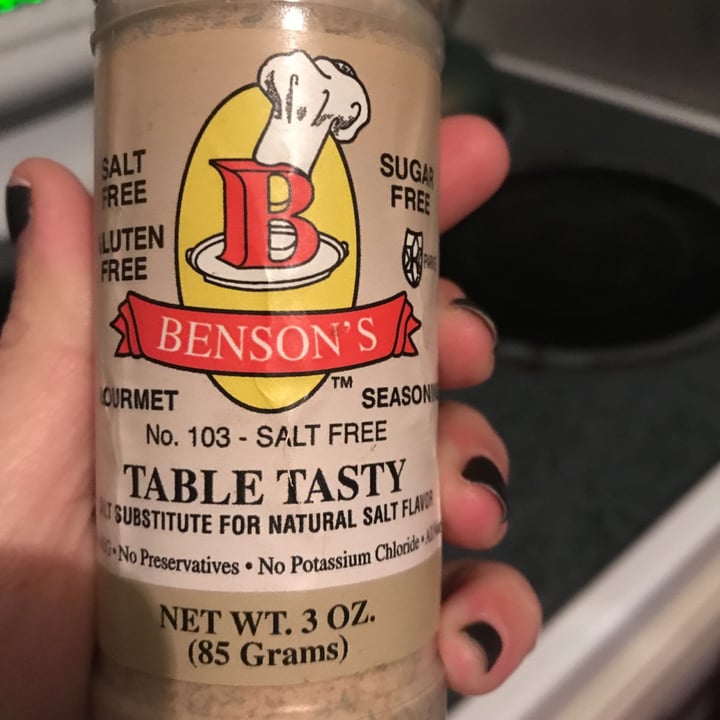 SALT
FREE
SUGAR
FREE
LUTEN
FREE
B
BENSON'S
TM
OURMET
SEASONIN
No. 103 - SALT FREE
TABLE TASTY
SUBSTITUTE FOR NATURAL SALT FLAVOR
• No Preservatives • No Potassium Chloride •
NET WT. 3 OZ.
(85 Grams)